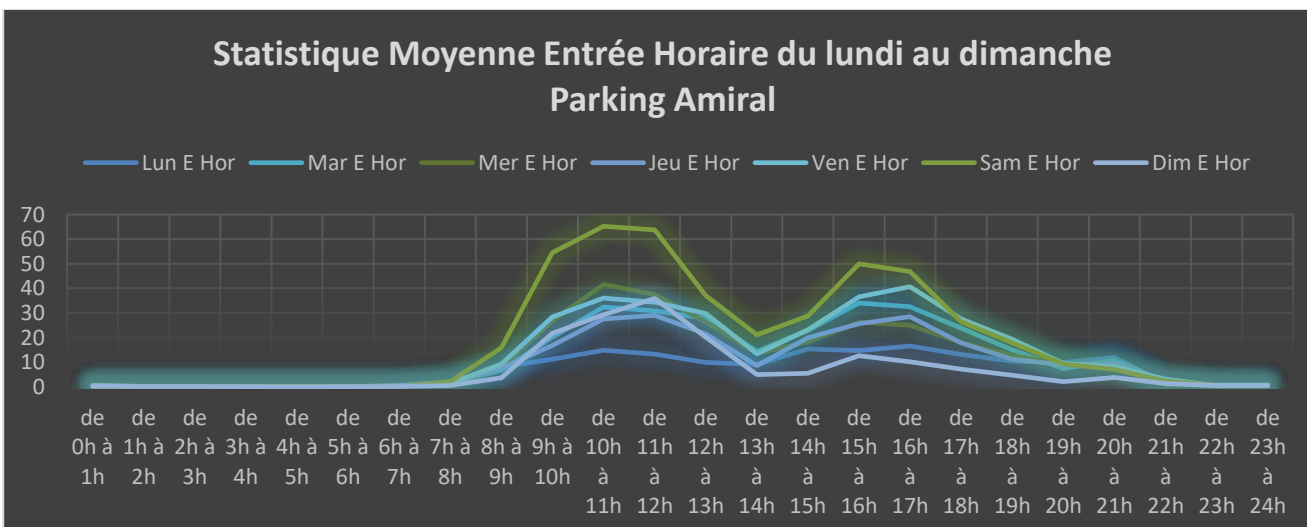 Statistique Moyenne Entrée Horaire du lundi au dimanche
Parking Amiral
Lun E Hor Mar E Hor Mer E Hor Jeu E Hor Ven E Hor Sam E Hor Dim E Hor
70
60
50
40
30
20
10
0
de 0h à 1h
de 1h à 2h
de 2h à 3h
de 3h à 4h
de 4h à 5h
de 5h à 6h
de 6h à 7h
de 7h à 8h
de 8h à 9h
de 9h à 10h
de 10h à 11h
de 11h à 12h
de 12h à 13h
de 13h à 14h
de 14h à 15h
de 15h à 16h
de 16h à 17h
de 17h à 18h
de 18h à 19h
de 19h à 20h
de 20h à 21h
de 21h à 22h
de 22h à 23h
de 23h à 24h